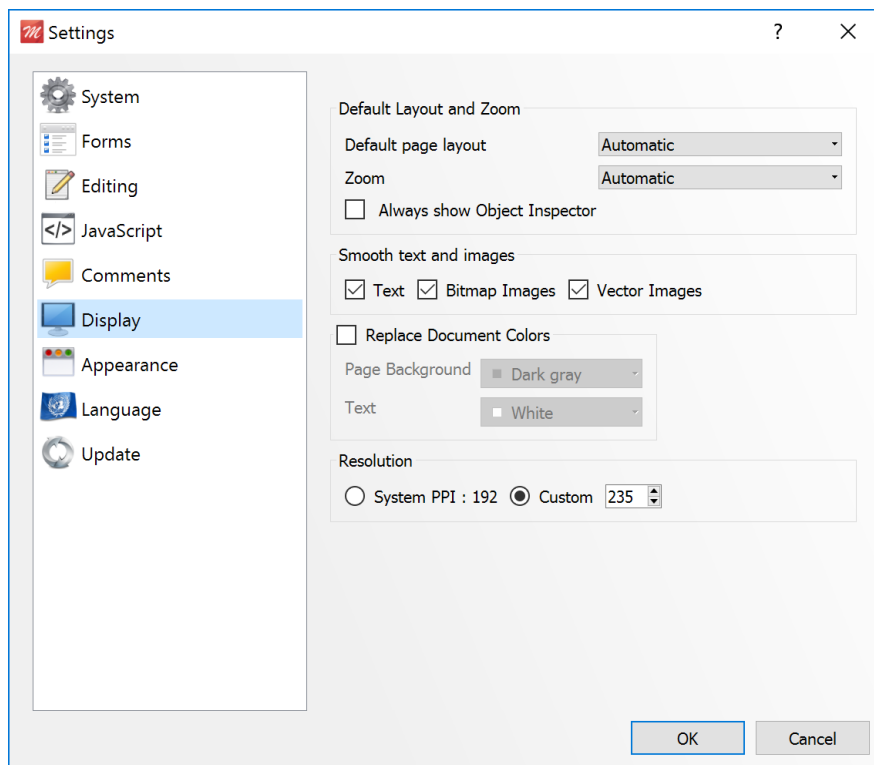 Settings
?
System
Forms
Editing
</> JavaScript
Comments
Display
Appearance
Language
Update
Default Layout and Zoom
Default page layout Automatic
Zoom Automatic
Always show Object Inspector
Smooth text and images
Text Bitmap Images Vector Images
Replace Document Colors
Page Background Dark gray
Text White
Resolution
System PPI : 192 Custom 235
OK Cancel